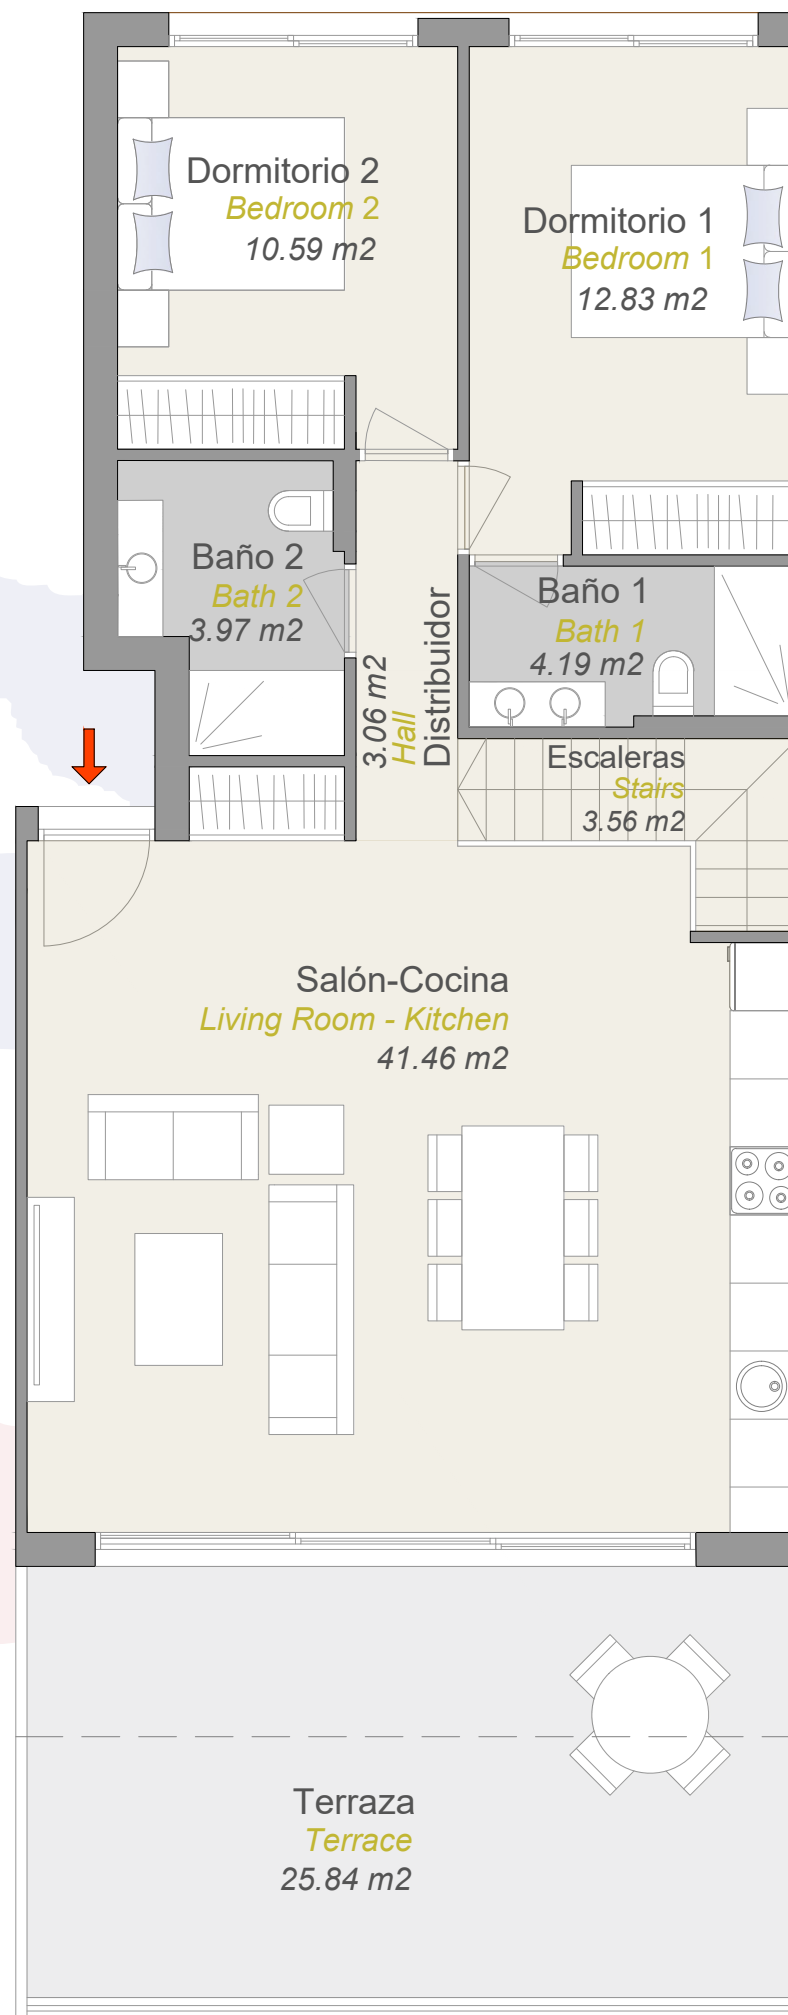 Dormitorio 2
Bedroom 2
10.59 m2
Dormitorio 1
Bedroom 1
12.83 m2
Baño 2
Bath 2
3.97 m2
Baño 1
Bath 1
4.19 m2
Distribuidor
Hall
3.06 m2
Escaleras
Stairs
3.56 m2
Salón-Cocina
Living Room - Kitchen
41.46 m2
Terraza
Terrace
25.84 m2